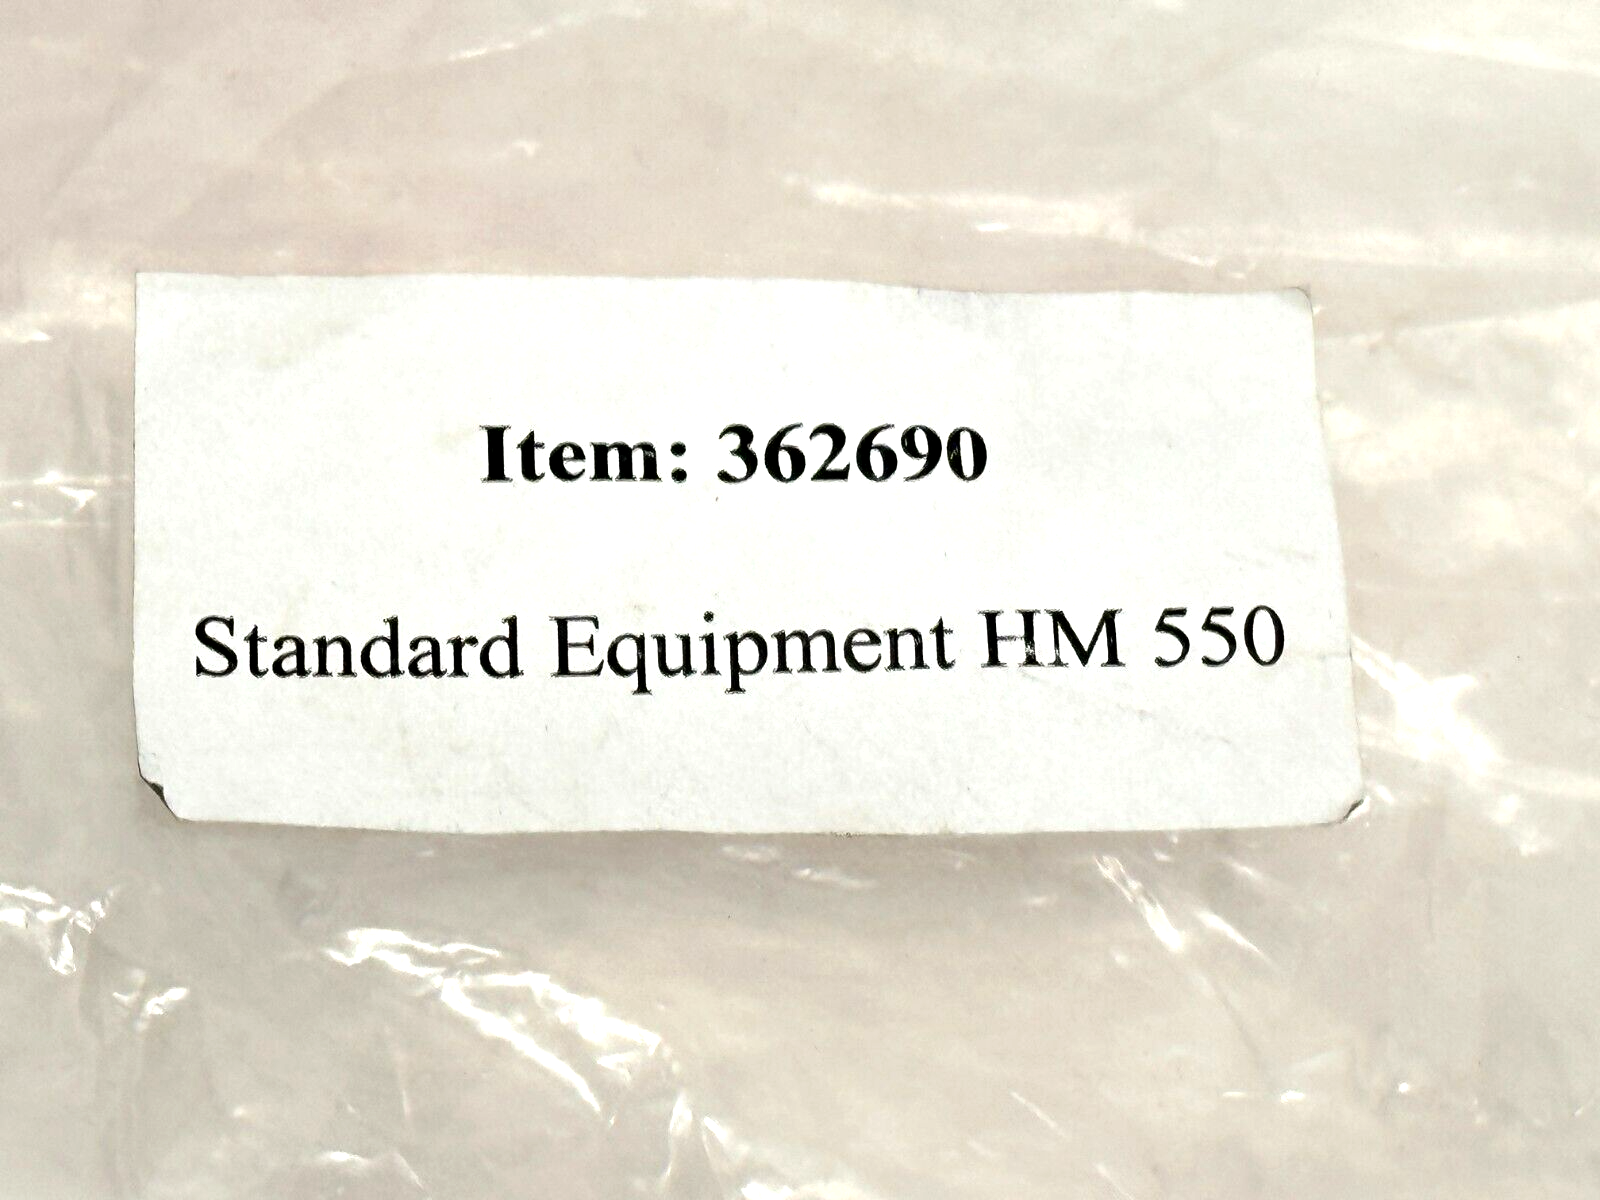 Item: 362690
Standard Equipment HM 550